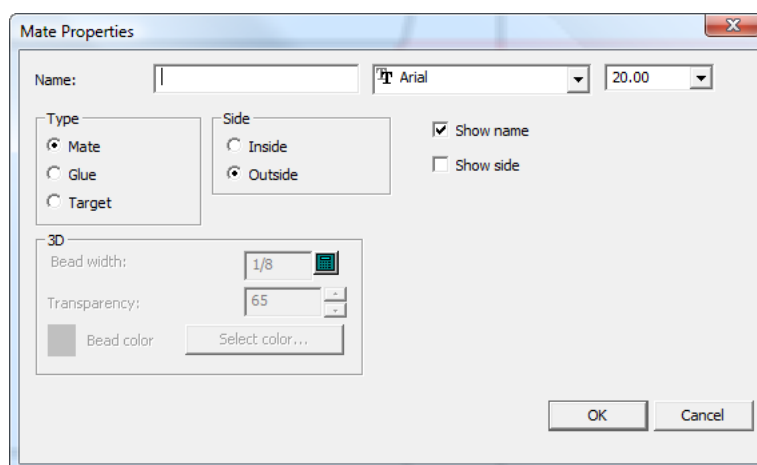 Mate Properties
Name: Arial 20.00
Type Side
Mate Inside Show name
Glue Outside Show side
Target
3D
Bead width: 1/8
Transparency: 65
Bead color Select color...
OK Cancel